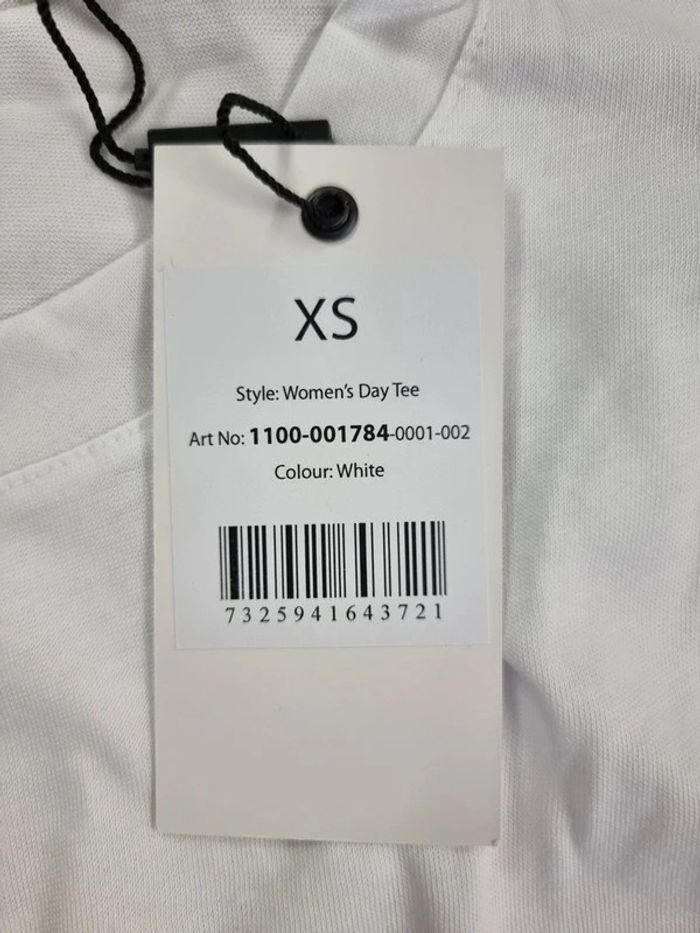 XS
Style: Women's Day Tee
Art No: 1100-001784-0001-002
Colour: White
7325941643721